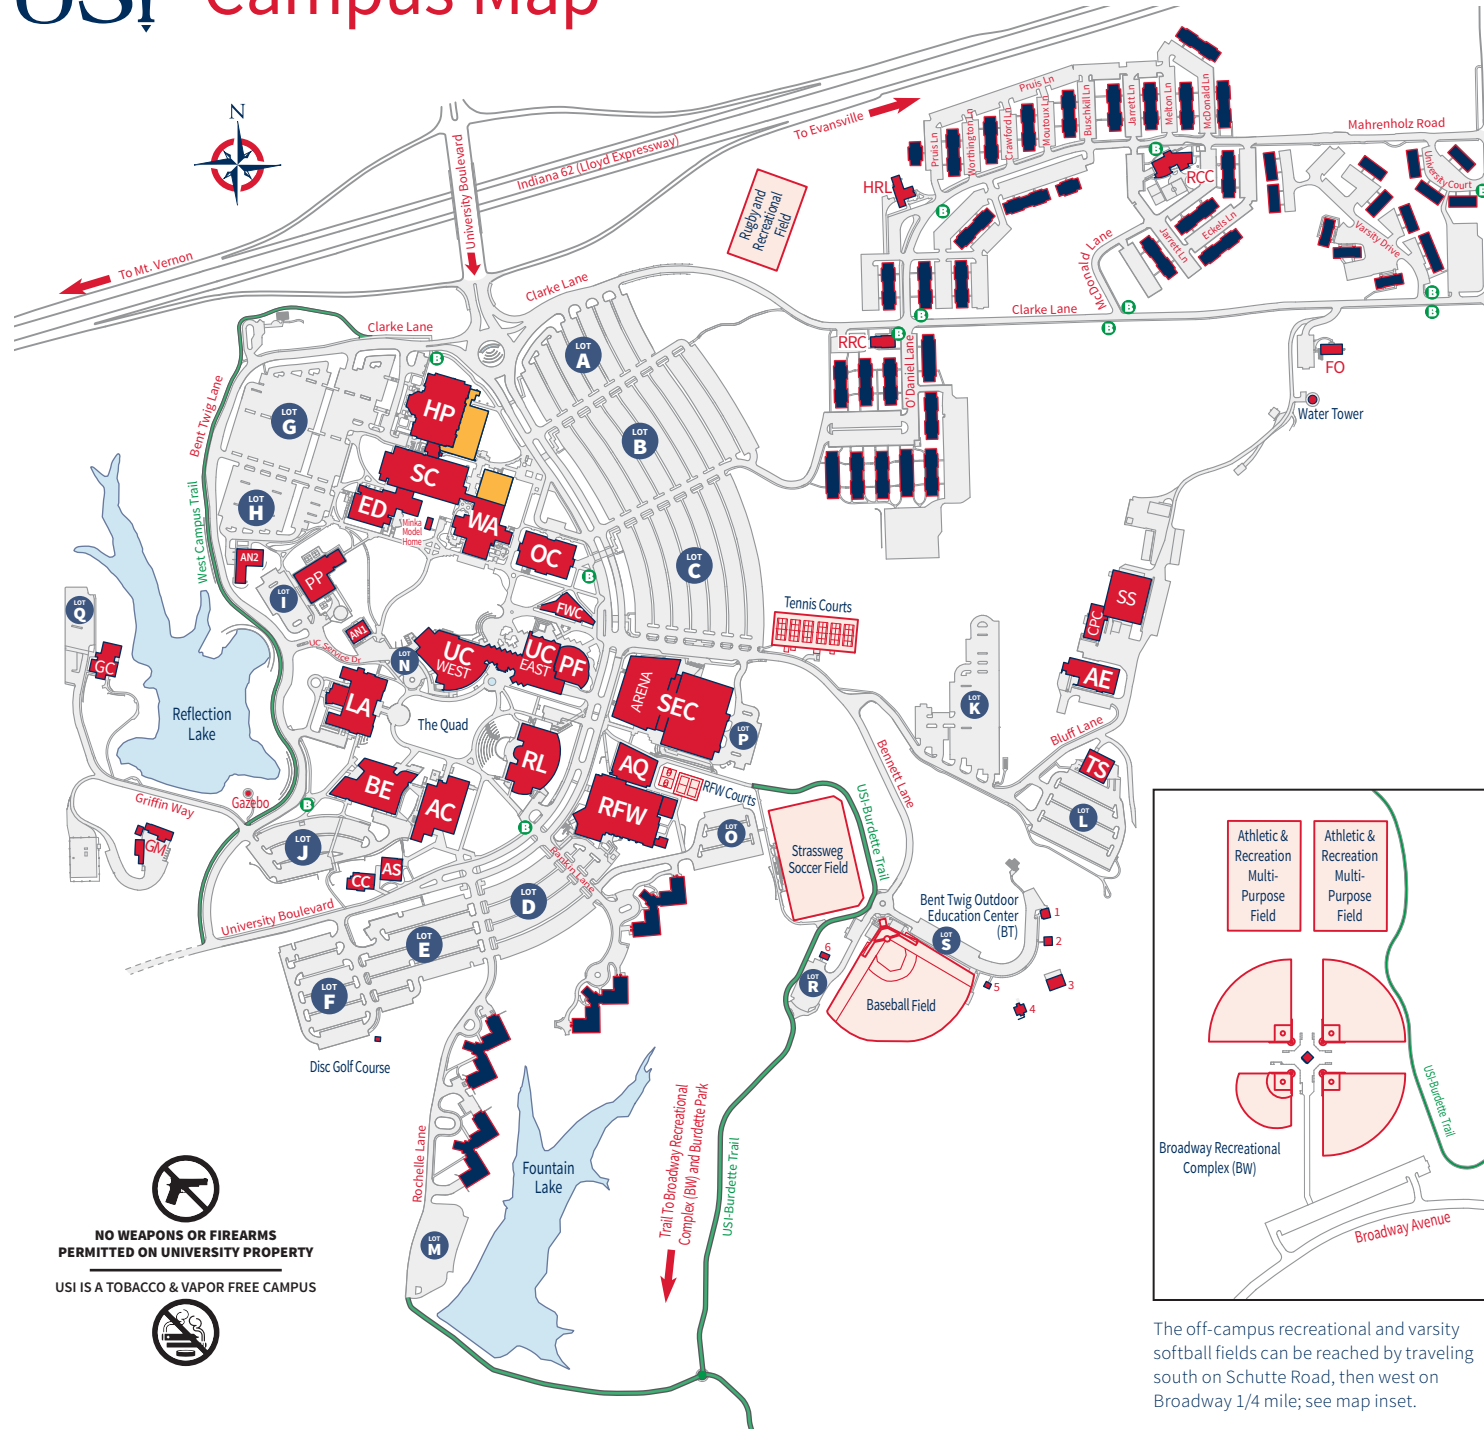 USI Campus Map
N
To Evansville
To Mt. Vernon
Indiana 62 (Lloyd Expressway)
University Boulevard
Clarke Lane
Clarke Lane
Rugby and
Recreational
Field
Pruis Ln
Pruis Ln
Worthington Ln
Crawford Ln
Moutoux Ln
Buschkill Ln
Jarrett Ln
Melton Ln
McDonald Ln
Mahrenholz Road
University Court
Varsity Drive
HRL
B
B
RCC
B
Jarrett Ln
Eckels Ln
McDonald Lane
Clarke Lane
B
B
B
B
B
B
RRC
O'Daniel Lane
FO
Water Tower
B
LOT
A
LOT
B
LOT
C
LOT
G
LOT
H
HP
SC
ED
Minka
Model
Home
WA
OC
B
FWC
Bent Twig Lane
West Campus Trail
AN2
LOT
I
PP
AN1
UC Service Dr
LOT
N
UC
WEST
UC
EAST
PF
LOT
Q
GC
Reflection
Lake
LA
The Quad
ARENA
SEC
LOT
P
Tennis Courts
LOT
K
SS
CPC
AE
Bluff Lane
TS
LOT
L
Bennett Lane
RL
AQ
RFW
RFW Courts
LOT
O
BE
AC
B
B
Gazebo
Griffin Way
GM
LOT
J
CC
AS
Rankin Lane
University Boulevard
LOT
D
LOT
E
LOT
F
Disc Golf Course
Strassweg
Soccer Field
USI-Burdette Trail
Bent Twig Outdoor
Education Center
(BT)
LOT
S
LOT
R
Baseball Field
1
2
3
4
5
6
Rochelle Lane
LOT
M
Fountain
Lake
Trail To Broadway Recreational
Complex (BW) and Burdette Park
USI-Burdette Trail
NO WEAPONS OR FIREARMS
PERMITTED ON UNIVERSITY PROPERTY
USI IS A TOBACCO & VAPOR FREE CAMPUS
Athletic &
Recreation
Multi-
Purpose
Field
Athletic &
Recreation
Multi-
Purpose
Field
USI-Burdette Trail
Broadway Recreational
Complex (BW)
Broadway Avenue
The off-campus recreational and varsity
softball fields can be reached by traveling
south on Schutte Road, then west on
Broadway 1/4 mile; see map inset.